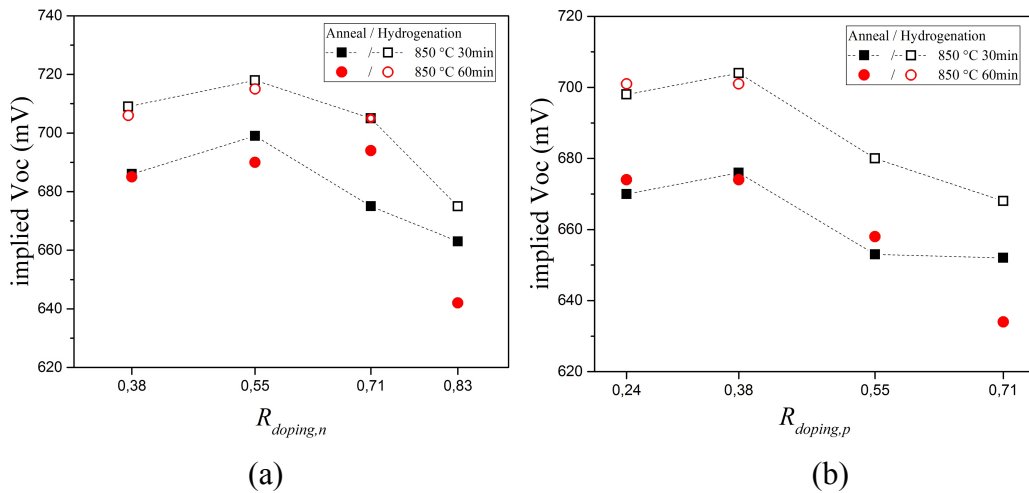 740
720
700
680
660
640
620
implied Voc (mV)
Anneal / Hydrogenation
/ 850 °C 30min
/ 850 °C 60min
0,38 0,55 0,71 0,83
R_doping,n
(a)
720
700
680
660
640
620
implied Voc (mV)
Anneal / Hydrogenation
/ 850 °C 30min
/ 850 °C 60min
0,24 0,38 0,55 0,71
R_doping,p
(b)